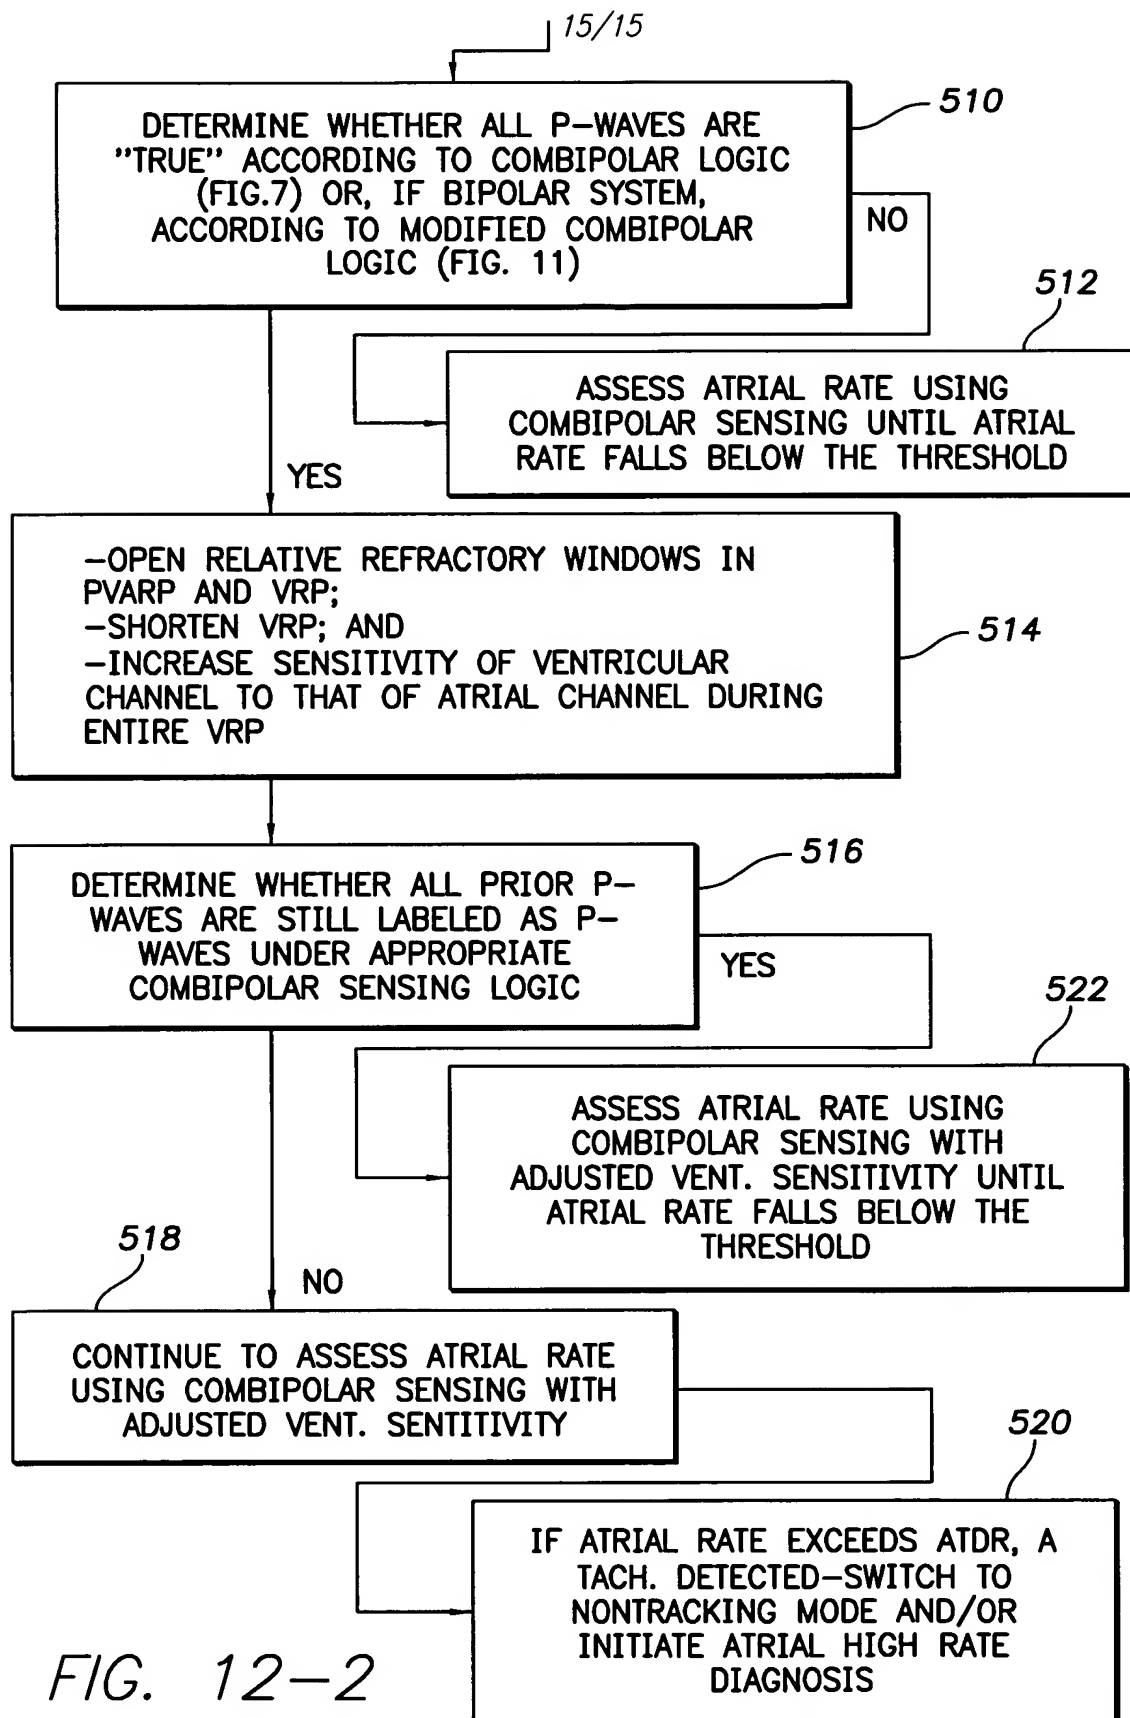 15/15
510
DETERMINE WHETHER ALL P-WAVES ARE
"TRUE" ACCORDING TO COMBIPOLAR LOGIC
(FIG.7) OR, IF BIPOLAR SYSTEM,
ACCORDING TO MODIFIED COMBIPOLAR
LOGIC (FIG. 11)
NO
512
ASSESS ATRIAL RATE USING
COMBIPOLAR SENSING UNTIL ATRIAL
RATE FALLS BELOW THE THRESHOLD
YES
-OPEN RELATIVE REFRACTORY WINDOWS IN
PVARP AND VRP;
-SHORTEN VRP; AND
-INCREASE SENSITIVITY OF VENTRICULAR
CHANNEL TO THAT OF ATRIAL CHANNEL DURING
ENTIRE VRP
514
516
DETERMINE WHETHER ALL PRIOR P-
WAVES ARE STILL LABELED AS P-
WAVES UNDER APPROPRIATE
COMBIPOLAR SENSING LOGIC
YES
522
ASSESS ATRIAL RATE USING
COMBIPOLAR SENSING WITH
ADJUSTED VENT. SENSITIVITY UNTIL
ATRIAL RATE FALLS BELOW THE
THRESHOLD
518
NO
CONTINUE TO ASSESS ATRIAL RATE
USING COMBIPOLAR SENSING WITH
ADJUSTED VENT. SENTITIVITY
520
IF ATRIAL RATE EXCEEDS ATDR, A
TACH. DETECTED-SWITCH TO
NONTRACKING MODE AND/OR
INITIATE ATRIAL HIGH RATE
DIAGNOSIS
FIG. 12-2